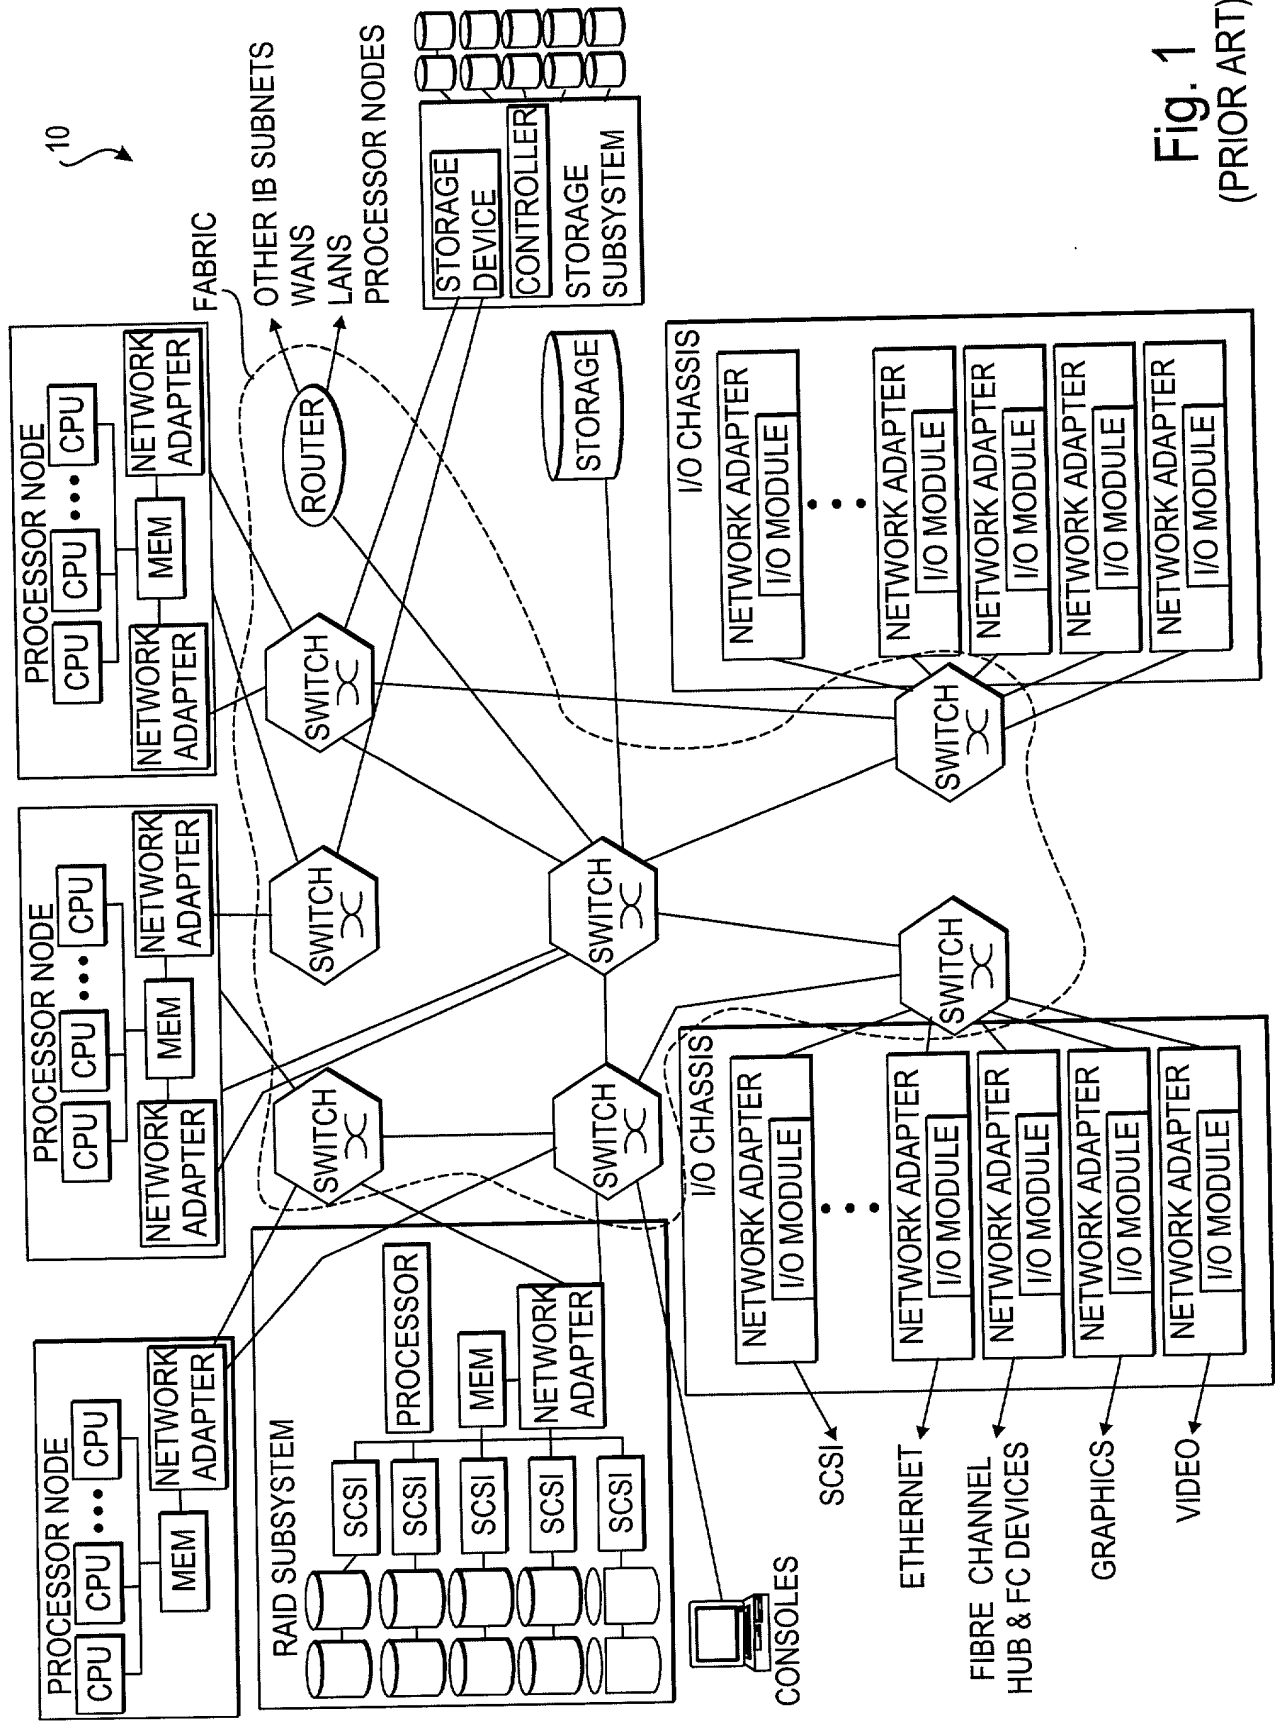 10
PROCESSOR NODE
CPU
CPU
CPU
MEM
NETWORK
ADAPTER
PROCESSOR NODE
CPU
CPU
CPU
NETWORK
ADAPTER
MEM
NETWORK
ADAPTER
PROCESSOR NODE
CPU
CPU
CPU
NETWORK
ADAPTER
MEM
NETWORK
ADAPTER
FABRIC
OTHER IB SUBNETS
WANS
LANS
PROCESSOR NODES
ROUTER
SWITCH
SWITCH
SWITCH
SWITCH
SWITCH
SWITCH
SWITCH
STORAGE
DEVICE
CONTROLLER
STORAGE
SUBSYSTEM
STORAGE
RAID SUBSYSTEM
PROCESSOR
MEM
NETWORK
ADAPTER
SCSI
SCSI
SCSI
SCSI
SCSI
CONSOLES
I/O CHASSIS
NETWORK ADAPTER
I/O MODULE
NETWORK ADAPTER
I/O MODULE
NETWORK ADAPTER
I/O MODULE
NETWORK ADAPTER
I/O MODULE
NETWORK ADAPTER
I/O MODULE
SCSI
ETHERNET
FIBRE CHANNEL
HUB & FC DEVICES
GRAPHICS
VIDEO
I/O CHASSIS
NETWORK ADAPTER
I/O MODULE
NETWORK ADAPTER
I/O MODULE
NETWORK ADAPTER
I/O MODULE
NETWORK ADAPTER
I/O MODULE
NETWORK ADAPTER
I/O MODULE
Fig. 1
(PRIOR ART)